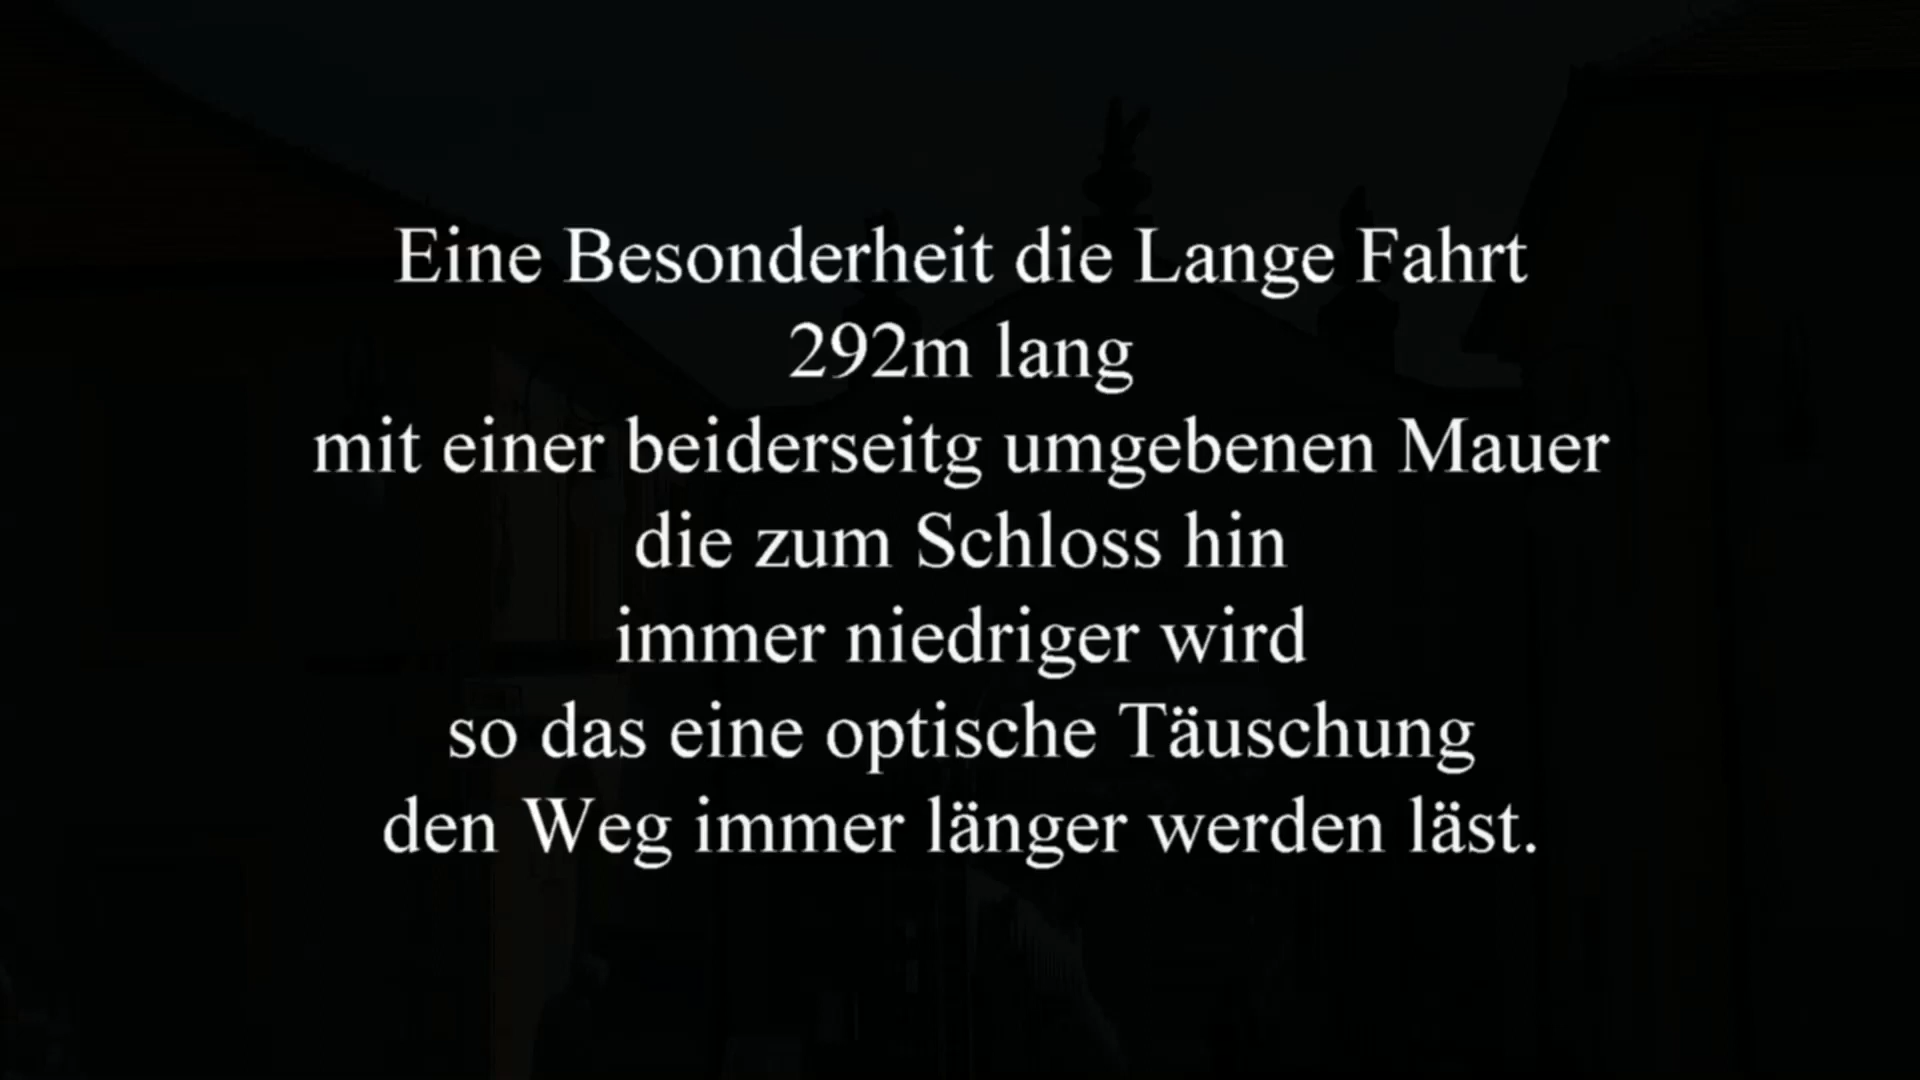 Eine Besonderheit die Lange Fahrt
292m lang
mit einer beiderseitg umgebenen Mauer
die zum Schloss hin
immer niedriger wird
so das eine optische Täuschung
den Weg immer länger werden läst.